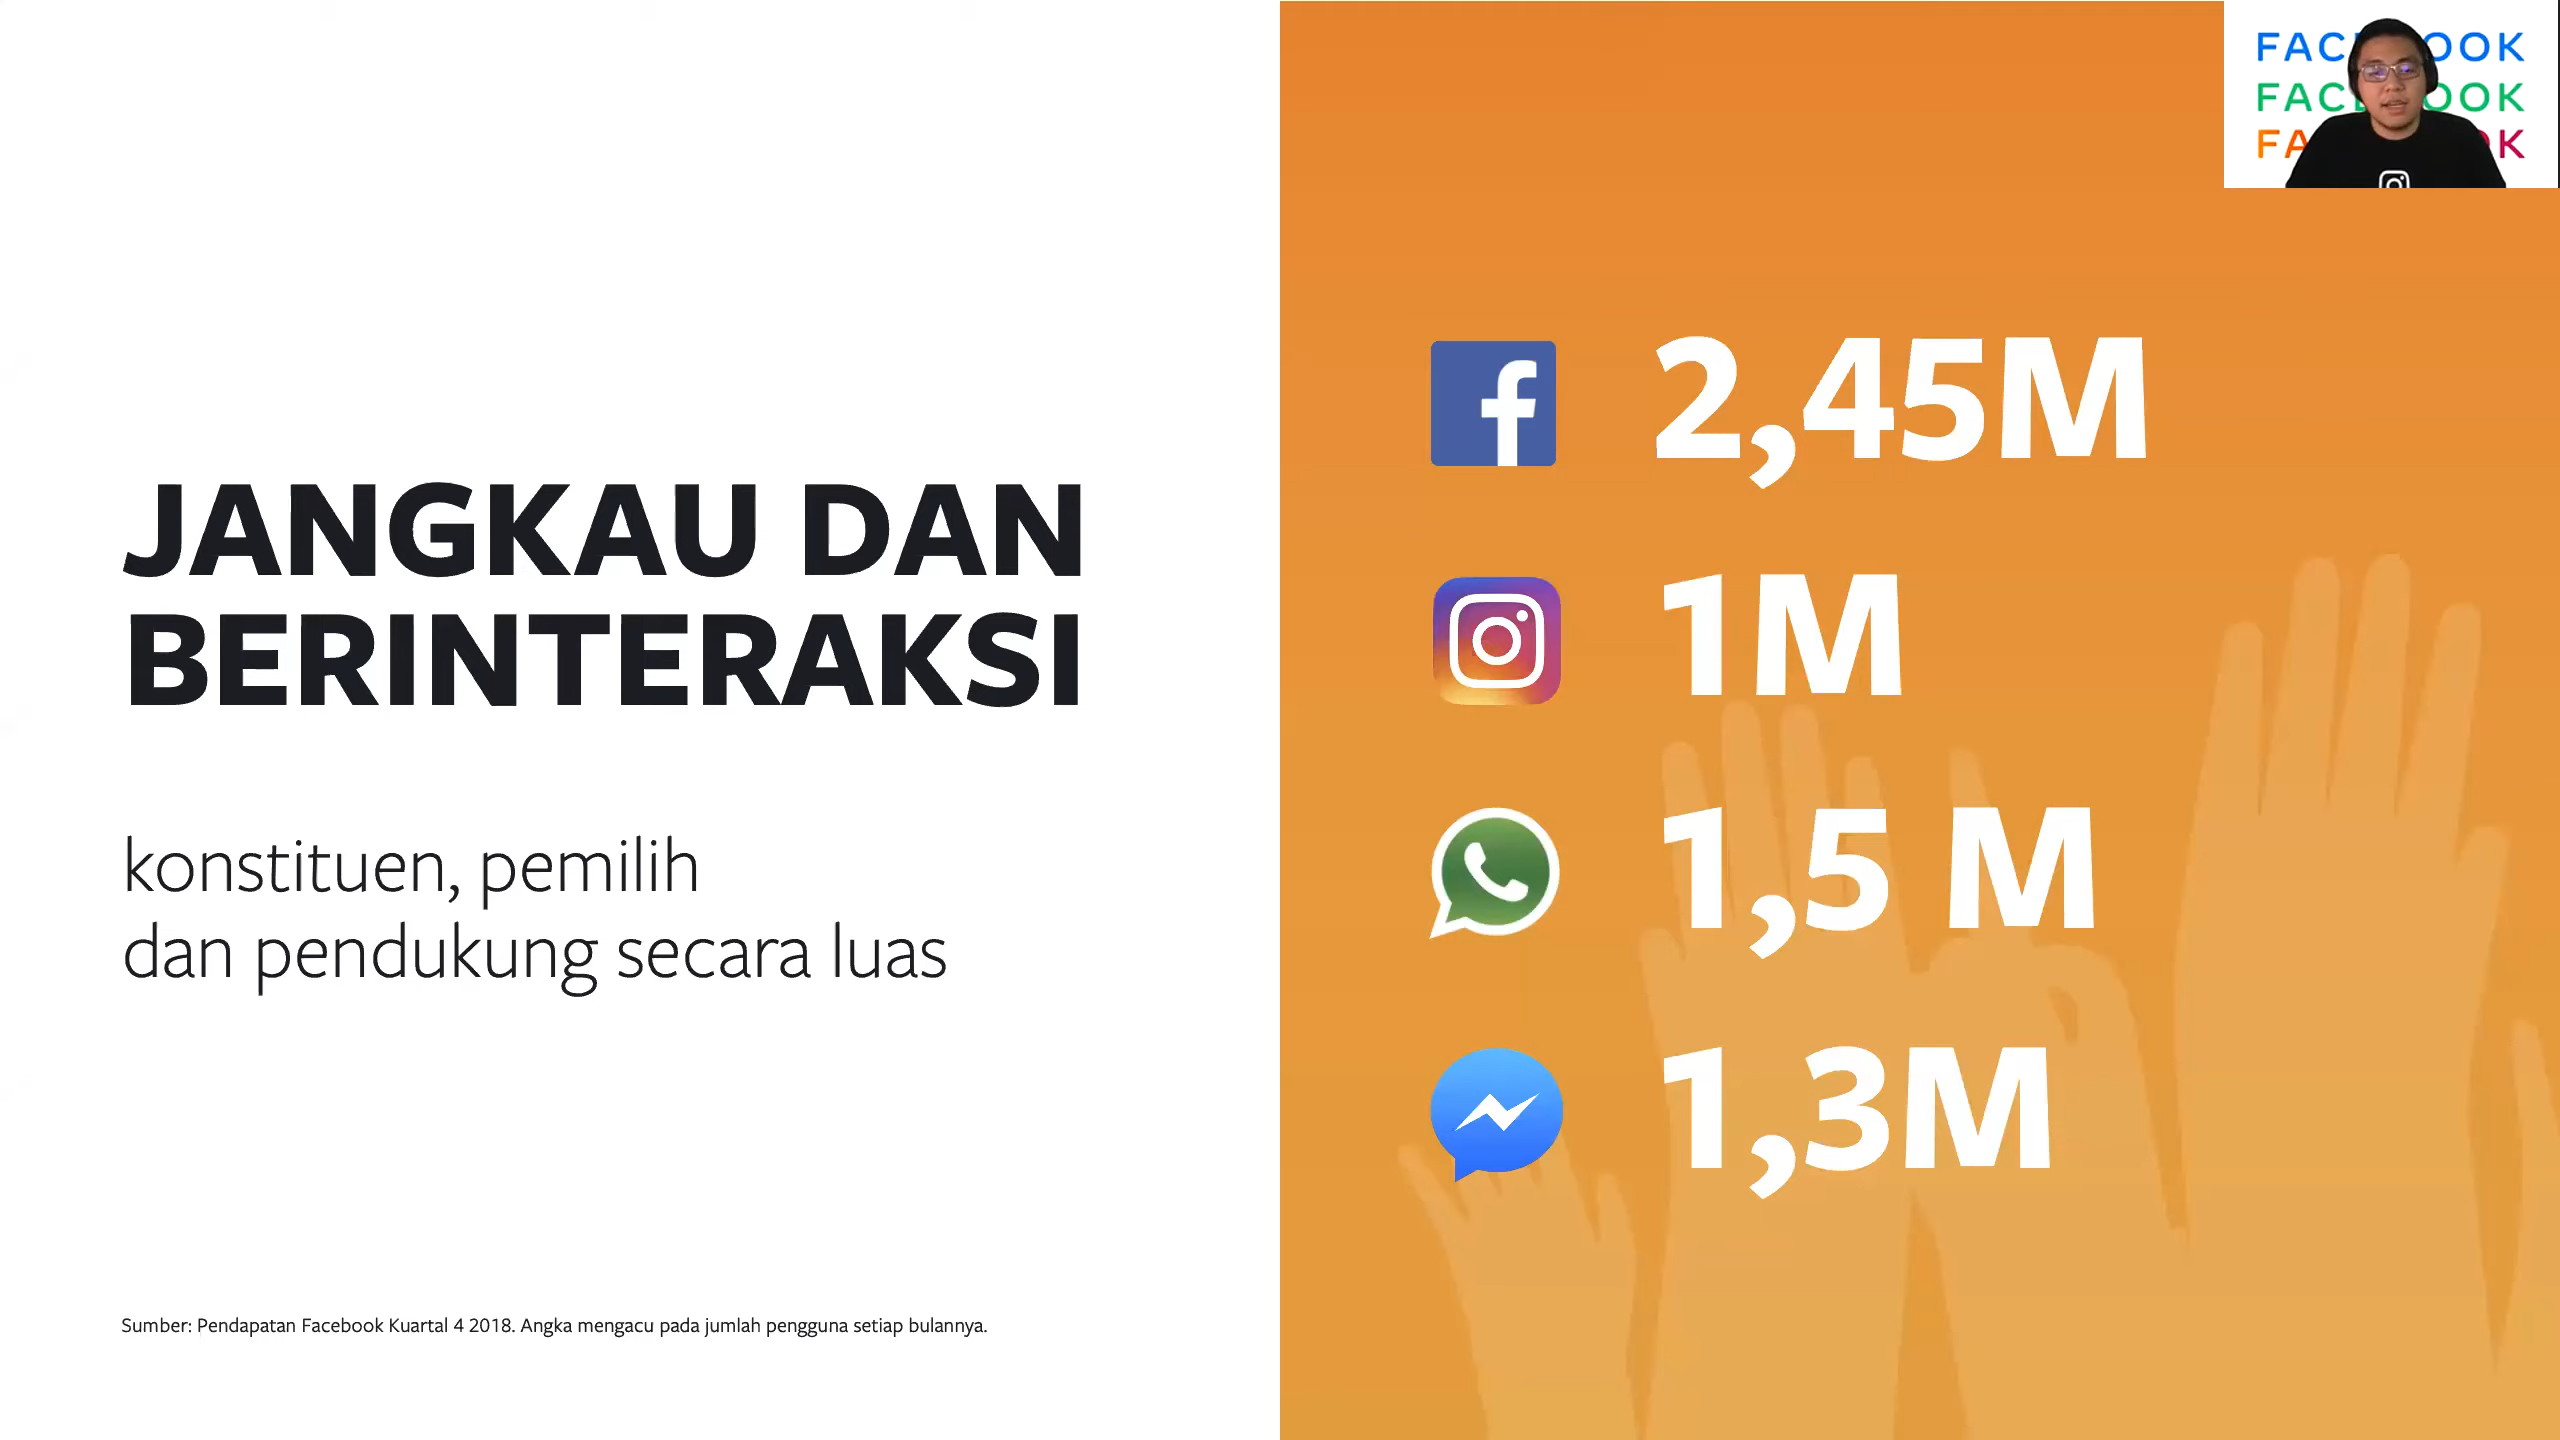 JANGKAU DAN
BERINTERAKSI
konstituen, pemilih
dan pendukung secara luas
Sumber: Pendapatan Facebook Kuartal 4 2018. Angka mengacu pada jumlah pengguna setiap bulannya.
2,45M
1M
1,5 M
1,3M